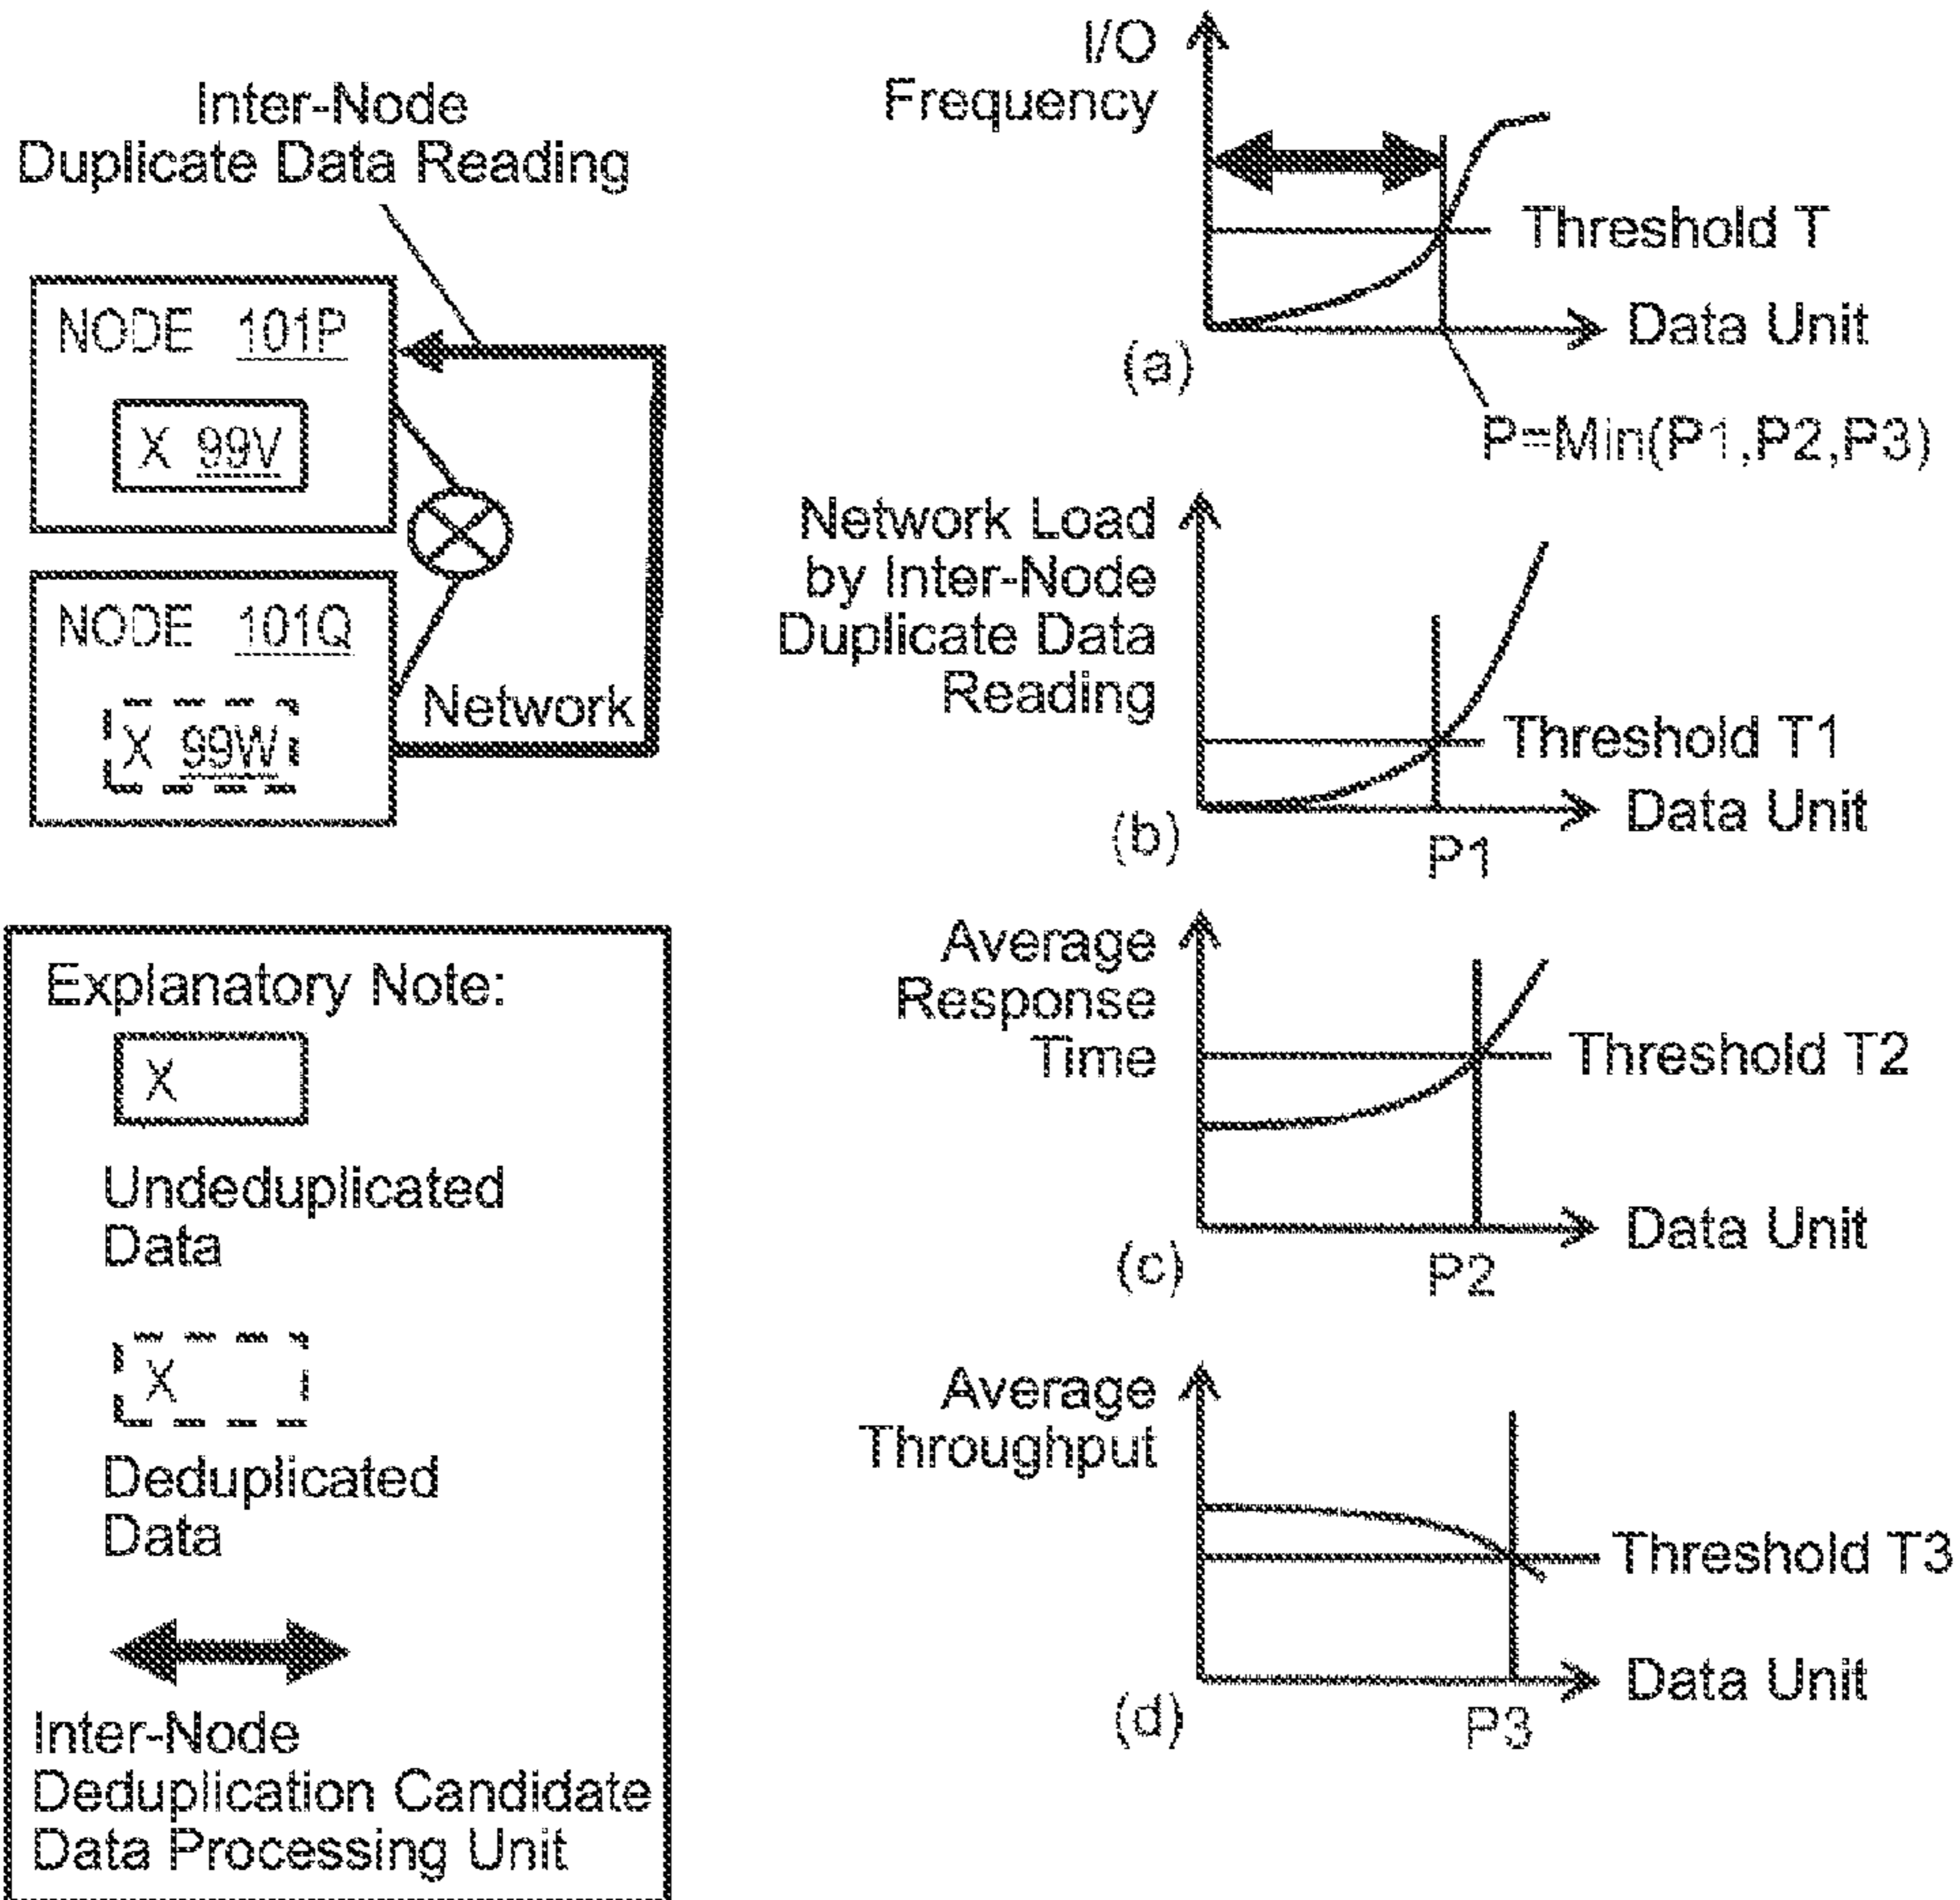 Inter-Node
Duplicate Data Reading
NODE 101P
X 99V
NODE 101Q
X 99W
Network
Explanatory Note:
X
Undeduplicated
Data
X
Deduplicated
Data
Inter-Node
Deduplication Candidate
Data Processing Unit
I/O
Frequency
Threshold T
Data Unit
(a)
P=Min(P1,P2,P3)
Network Load
by Inter-Node
Duplicate Data
Reading
Threshold T1
Data Unit
(b)
P1
Average
Response
Time
Threshold T2
Data Unit
(c)
P2
Average
Throughput
Threshold T3
Data Unit
(d)
P3